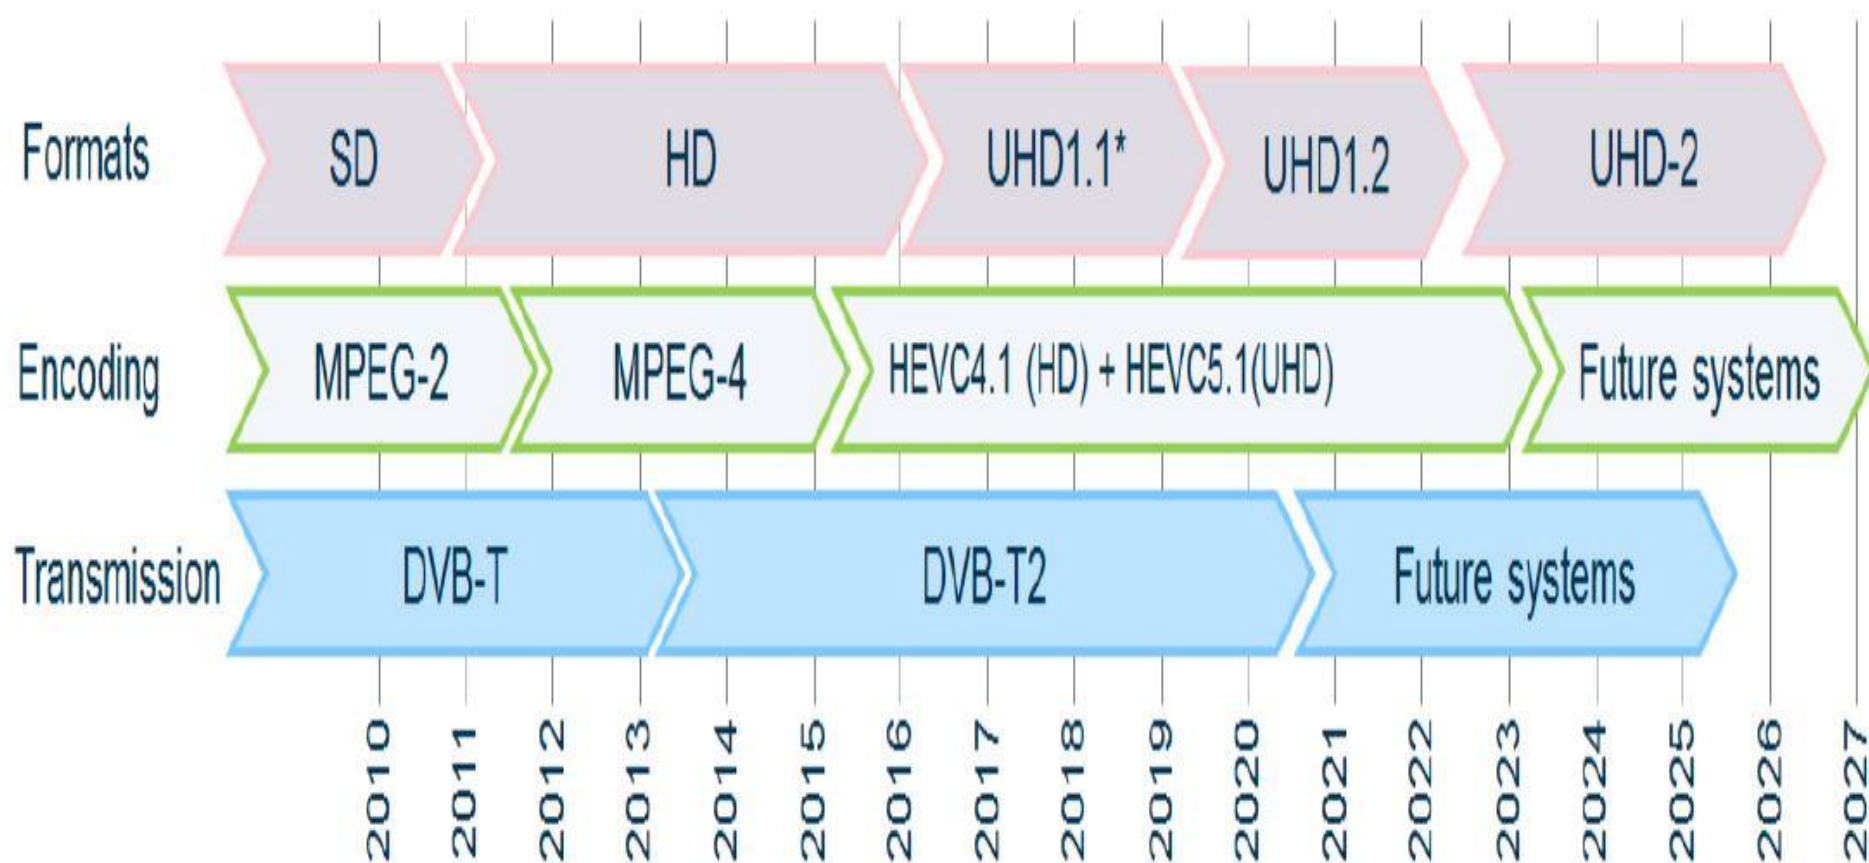 Formats
SD
HD
UHD1.1*
UHD1.2
UHD-2
Encoding
MPEG-2
MPEG-4
HEVC4.1 (HD) + HEVC5.1(UHD)
Future systems
Transmission
DVB-T
DVB-T2
Future systems
2010
2011
2012
2013
2014
2015
2016
2017
2018
2019
2020
2021
2022
2023
2024
2025
2026
2027